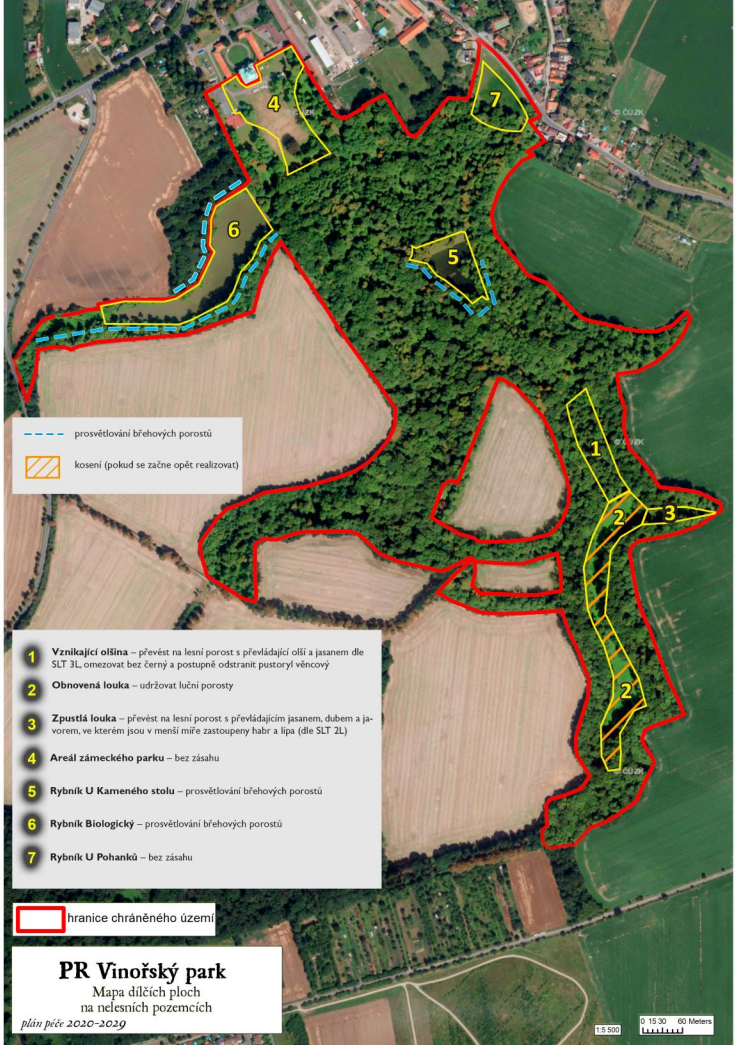 4
© ČÚZK
7
© ČÚZK
6
5
prosvětlování břehových porostů
kosení (pokud se začne opět realizovat)
1
© ČÚZK
2
3
2
© ČÚZK
1 Vznikající olšina – převést na lesní porost s převládající olší a jasanem dle
SLT 3L, omezovat bez černý a postupně odstranit pustoryl věncový
2 Obnovená louka – udržovat luční porosty
3 Zpustlá louka – převést na lesní porost s převládajícím jasanem, dubem a ja-
vorem, ve kterém jsou v menší míře zastoupeny habr a lípa (dle SLT 2L)
4 Areál zámeckého parku – bez zásahu
5 Rybník U Kameného stolu – prosvětlování břehových porostů
6 Rybník Biologický – prosvětlování břehových porostů
7 Rybník U Pohanků – bez zásahu
hranice chráněného území
PR Vinořský park
Mapa dílčích ploch
na nelesních pozemcích
plán péče 2020-2029
1:5 500
0 15 30 60 Meters